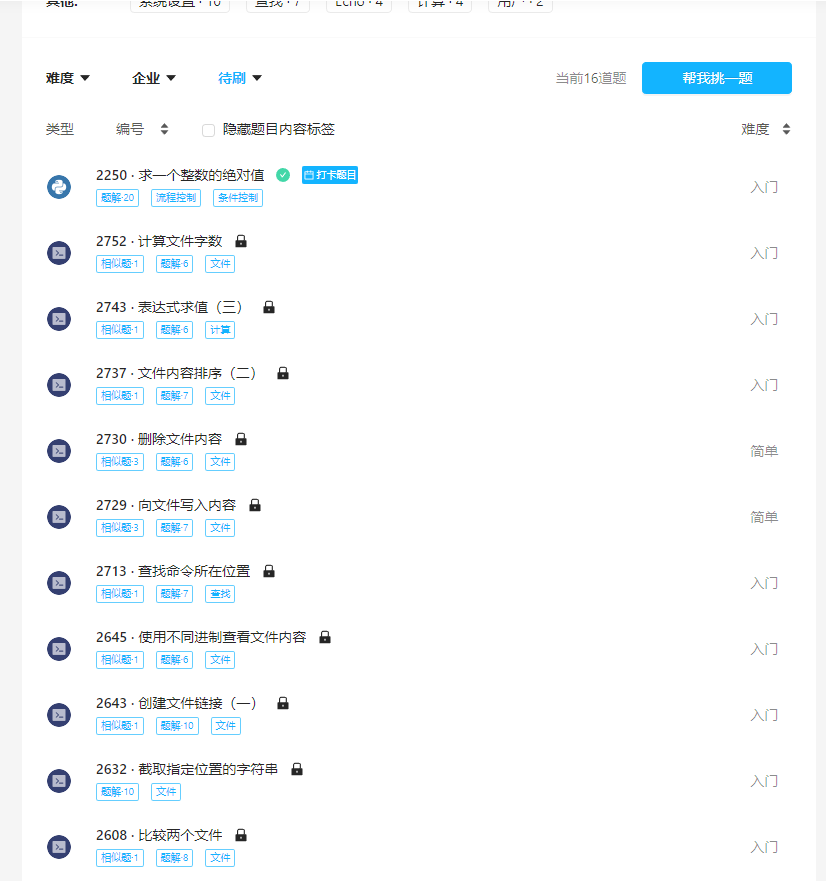 其他: 系统设置 · 10 查找 · 7 Echo · 4 计算 · 4 用户 · 2
难度 企业 待刷 当前16道题 帮我挑一题
类型 编号 隐藏题目内容标签 难度
2250 · 求一个整数的绝对值 打卡题目
题解·20 流程控制 条件控制 入门
2752 · 计算文件字数
相似题·1 题解·6 文件 入门
2743 · 表达式求值（三）
相似题·1 题解·6 计算 入门
2737 · 文件内容排序（二）
相似题·1 题解·7 文件 入门
2730 · 删除文件内容
相似题·3 题解·6 文件 简单
2729 · 向文件写入内容
相似题·3 题解·7 文件 简单
2713 · 查找命令所在位置
相似题·1 题解·7 查找 入门
2645 · 使用不同进制查看文件内容
相似题·1 题解·6 文件 入门
2643 · 创建文件链接（一）
相似题·1 题解·10 文件 入门
2632 · 截取指定位置的字符串
题解·10 文件 入门
2608 · 比较两个文件
相似题·1 题解·8 文件 入门